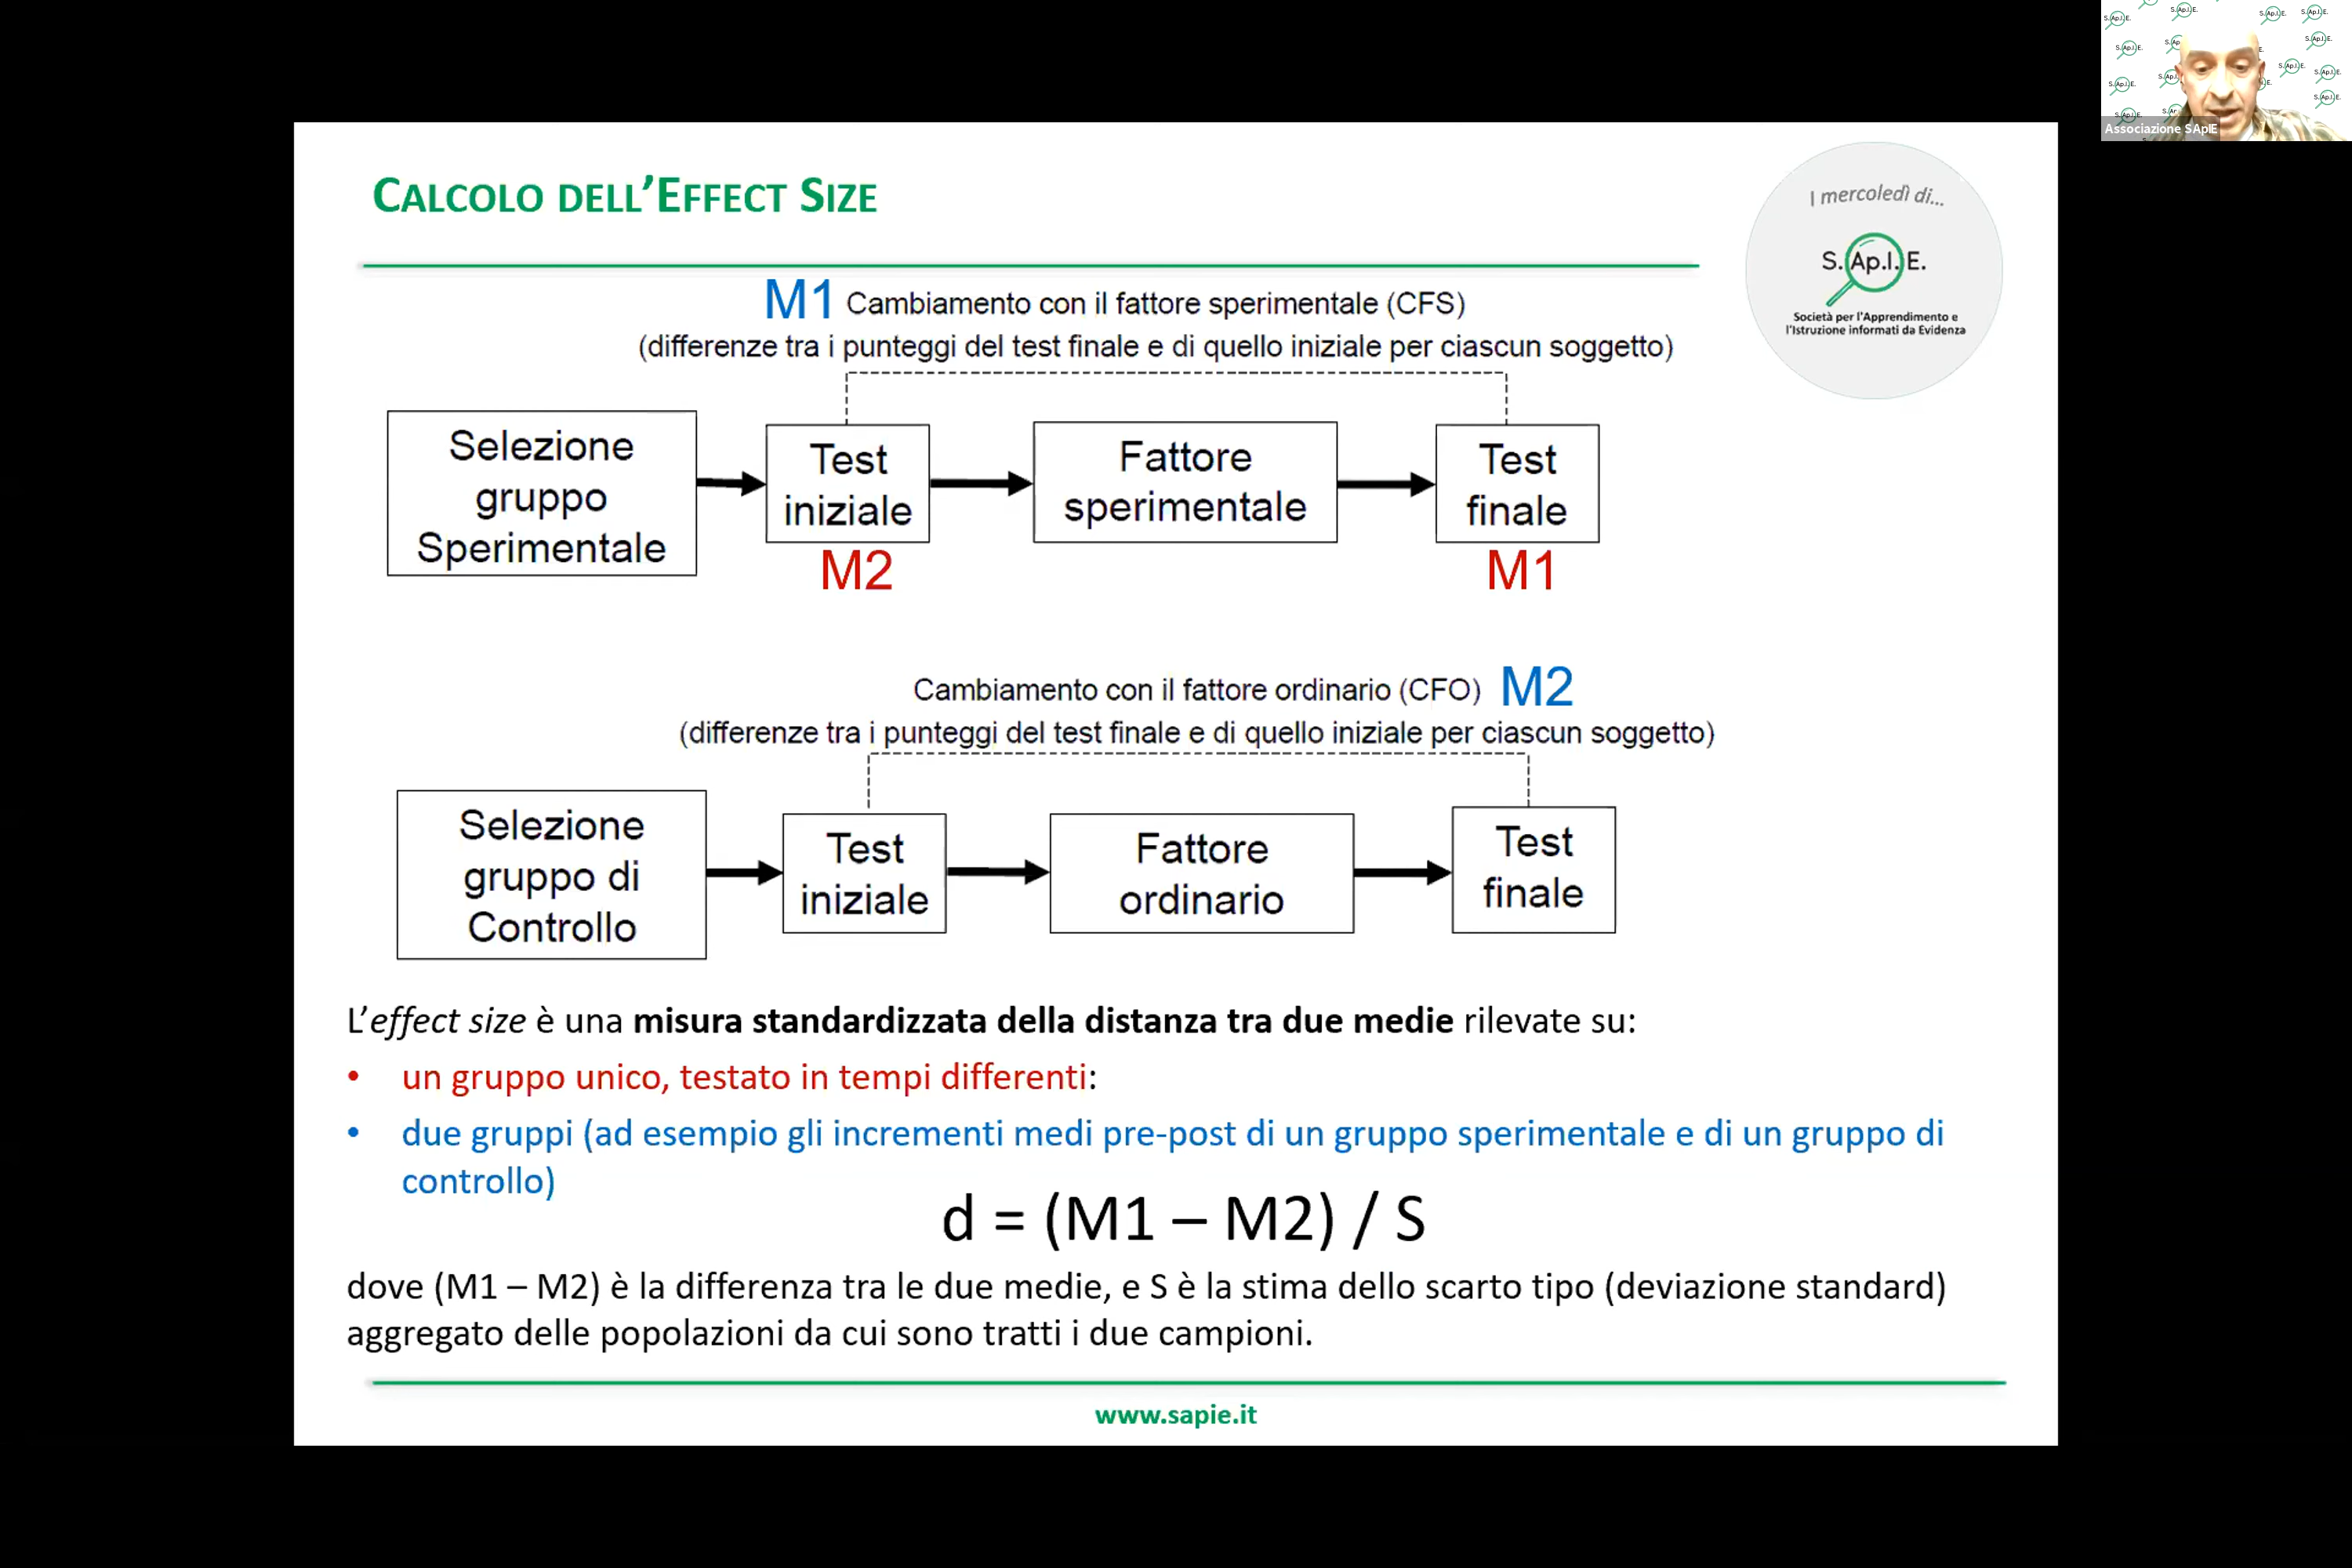 CALCOLO DELL'EFFECT SIZE
I mercoledì di...
S.Ap.I.E.
Società per l'Apprendimento e
l'Istruzione informati da Evidenza
Associazione SApIE
M1 Cambiamento con il fattore sperimentale (CFS)
(differenze tra i punteggi del test finale e di quello iniziale per ciascun soggetto)
Selezione
gruppo
Sperimentale
Test
iniziale
Fattore
sperimentale
Test
finale
M2
M1
Cambiamento con il fattore ordinario (CFO) M2
(differenze tra i punteggi del test finale e di quello iniziale per ciascun soggetto)
Selezione
gruppo di
Controllo
Test
iniziale
Fattore
ordinario
Test
finale
L'effect size è una misura standardizzata della distanza tra due medie rilevate su:
• un gruppo unico, testato in tempi differenti:
• due gruppi (ad esempio gli incrementi medi pre-post di un gruppo sperimentale e di un gruppo di
controllo)
d = (M1 – M2) / S
dove (M1 – M2) è la differenza tra le due medie, e S è la stima dello scarto tipo (deviazione standard)
aggregato delle popolazioni da cui sono tratti i due campioni.
www.sapie.it